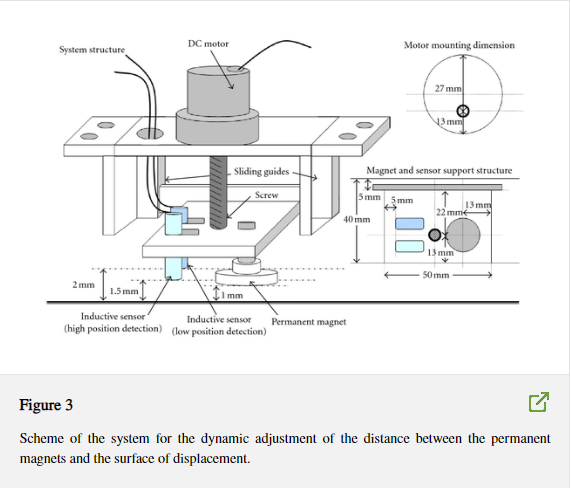 System structure
DC motor
Motor mounting dimension
27 mm
13 mm
Sliding guides
Magnet and sensor support structure
Screw
5 mm
5 mm
13 mm
22 mm
40 mm
13 mm
50 mm
2 mm
1.5 mm
1 mm
Inductive sensor
(high position detection)
Inductive sensor
(low position detection)
Permanent magnet
Figure 3
Scheme of the system for the dynamic adjustment of the distance between the permanent
magnets and the surface of displacement.